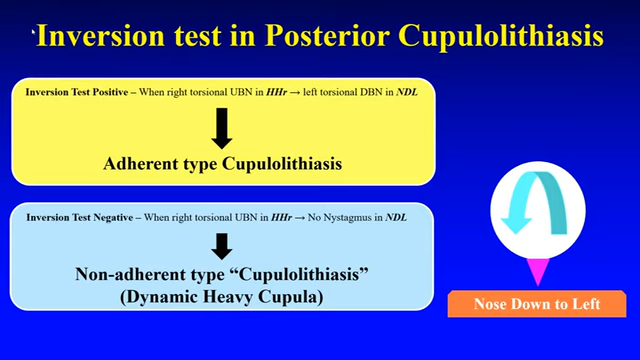 Inversion test in Posterior Cupulolithiasis
Inversion Test Positive – When right torsional UBN in HHr → left torsional DBN in NDL
Adherent type Cupulolithiasis
Inversion Test Negative – When right torsional UBN in HHr → No Nystagmus in NDL
Non-adherent type “Cupulolithiasis”
(Dynamic Heavy Cupula)
Nose Down to Left